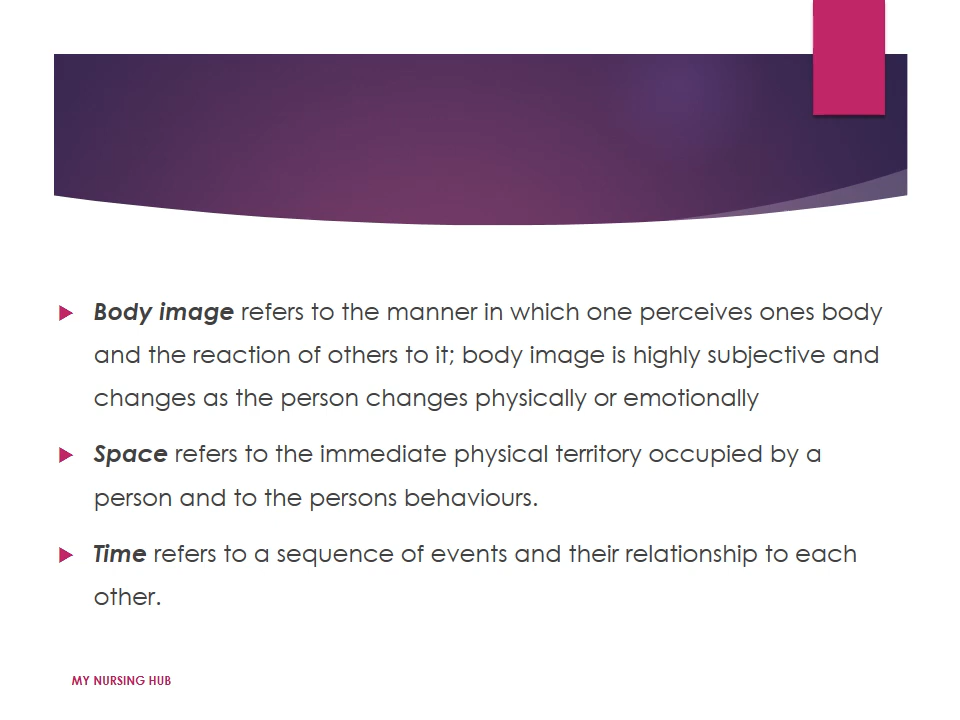 Body image refers to the manner in which one perceives ones body
and the reaction of others to it; body image is highly subjective and
changes as the person changes physically or emotionally
Space refers to the immediate physical territory occupied by a
person and to the persons behaviours.
Time refers to a sequence of events and their relationship to each
other.
MY NURSING HUB